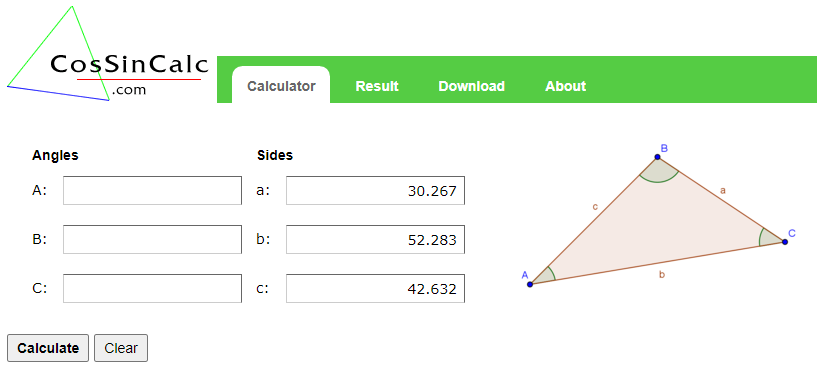 CosSinCalc
.com
Calculator Result Download About
Angles Sides
A: a: 30.267
B: b: 52.283
C: c: 42.632
Calculate Clear
B
c a
C
A b